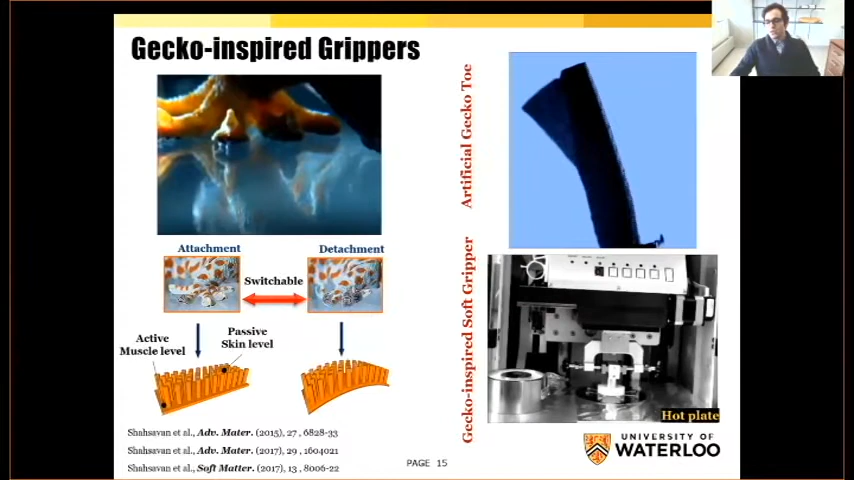 Gecko-inspired Grippers
Attachment
Detachment
Switchable
Active
Muscle level
Passive
Skin level
Shahsavan et al., Adv. Mater. (2015), 27 , 6828-33
Shahsavan et al., Adv. Mater. (2017), 29 , 1604021
Shahsavan et al., Soft Matter. (2017), 13 , 8006-22
Artificial Gecko Toe
Gecko-inspired Soft Gripper
Hot plate
PAGE 15
UNIVERSITY OF
WATERLOO